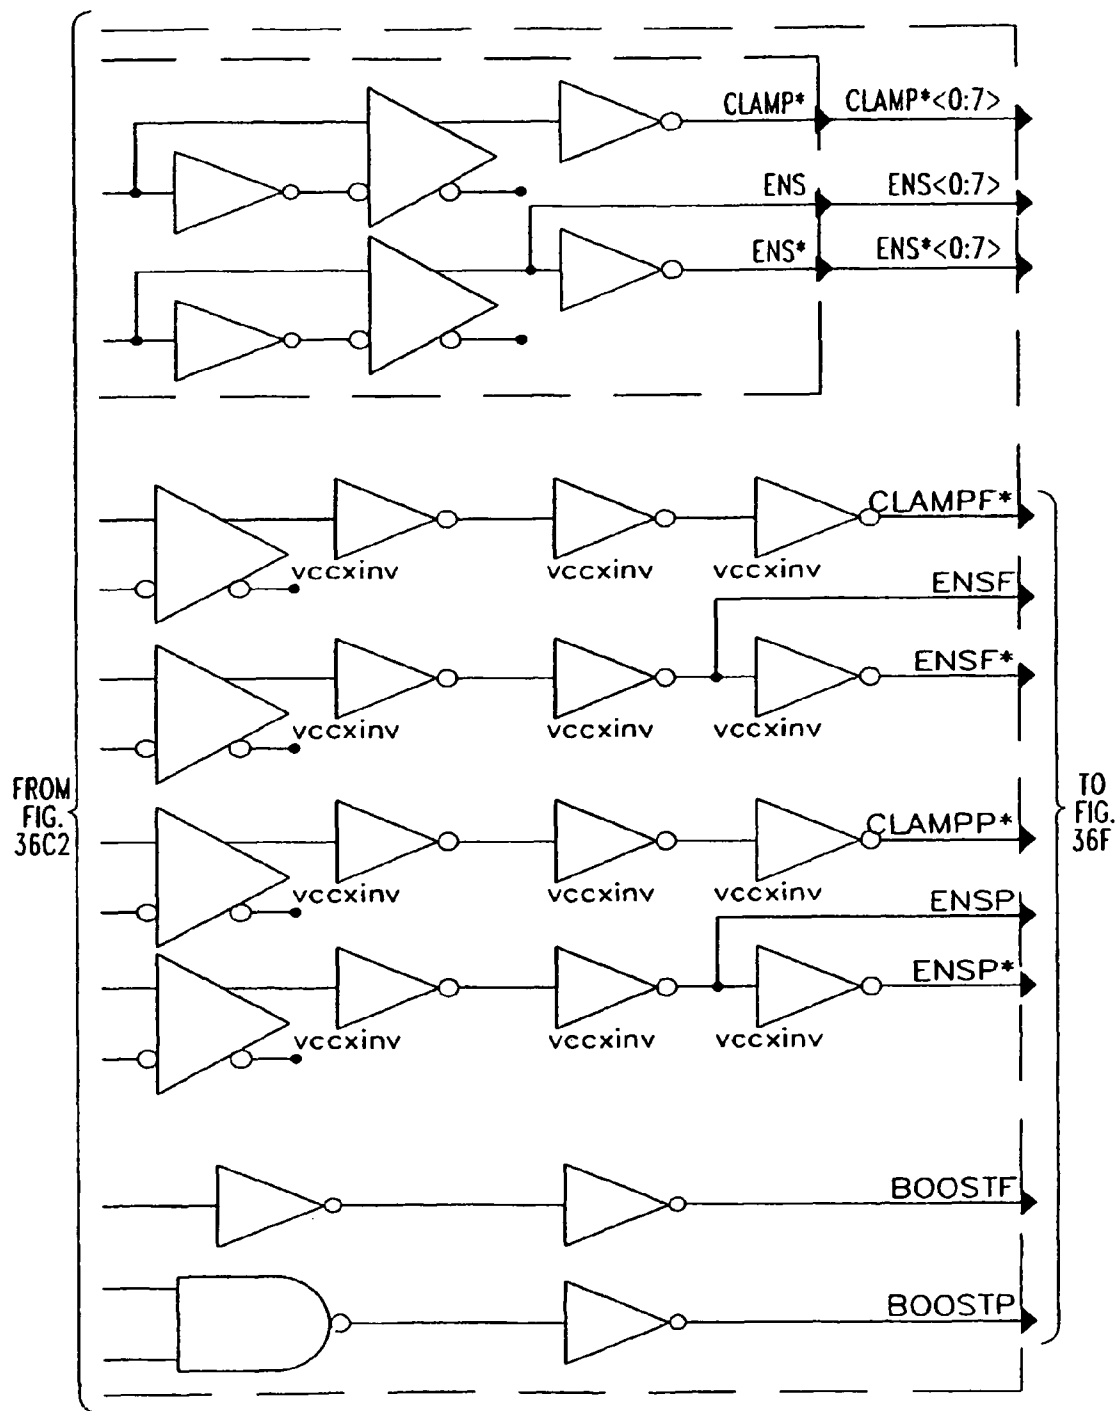 CLAMP* CLAMP*<0:7>
ENS ENS<0:7>
ENS* ENS*<0:7>
CLAMPF*
vccxinv vccxinv vccxinv
ENSF
ENSF*
vccxinv vccxinv vccxinv
FROM
FIG.
36C2
TO
FIG.
36F
CLAMPP*
vccxinv vccxinv vccxinv
ENSP
ENSP*
vccxinv vccxinv vccxinv
BOOSTF
BOOSTP